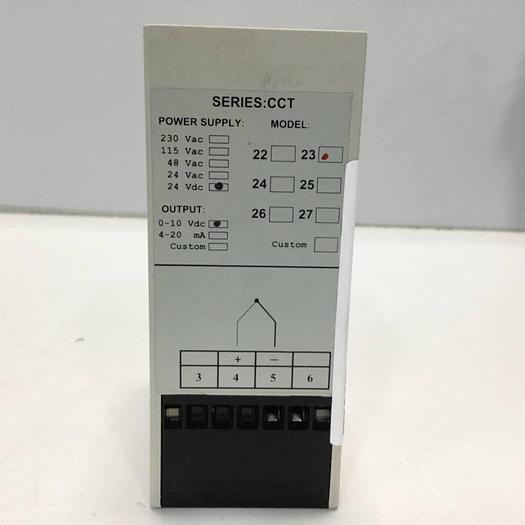 SERIES:CCT
POWER SUPPLY: MODEL:
230 Vac
115 Vac
48 Vac
24 Vac
24 Vdc
22 23
24 25
26 27
Custom
OUTPUT:
0-10 Vdc
4-20 mA
Custom
+ −
3 4 5 6